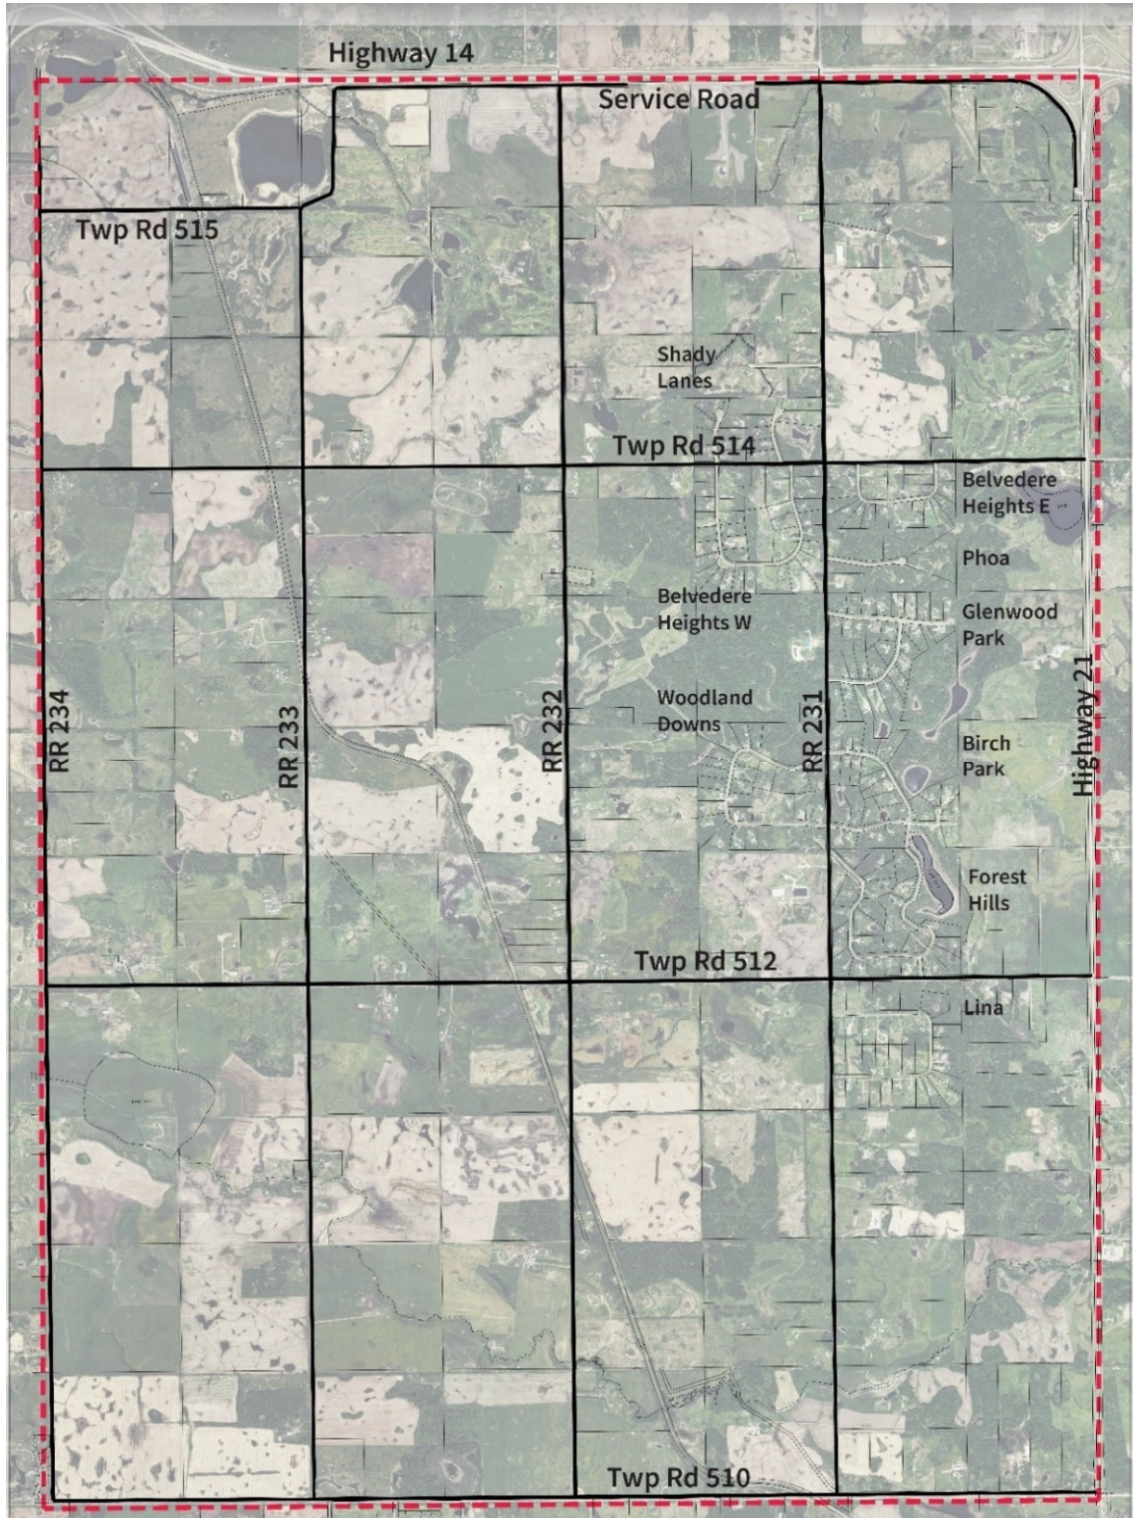 Highway 14
Service Road
Twp Rd 515
Shady
Lanes
Twp Rd 514
Belvedere
Heights E
Phoa
Belvedere
Heights W
Glenwood
Park
Woodland
Downs
RR 234
RR 233
RR 232
RR 231
Highway 21
Birch
Park
Forest
Hills
Twp Rd 512
Lina
Twp Rd 510